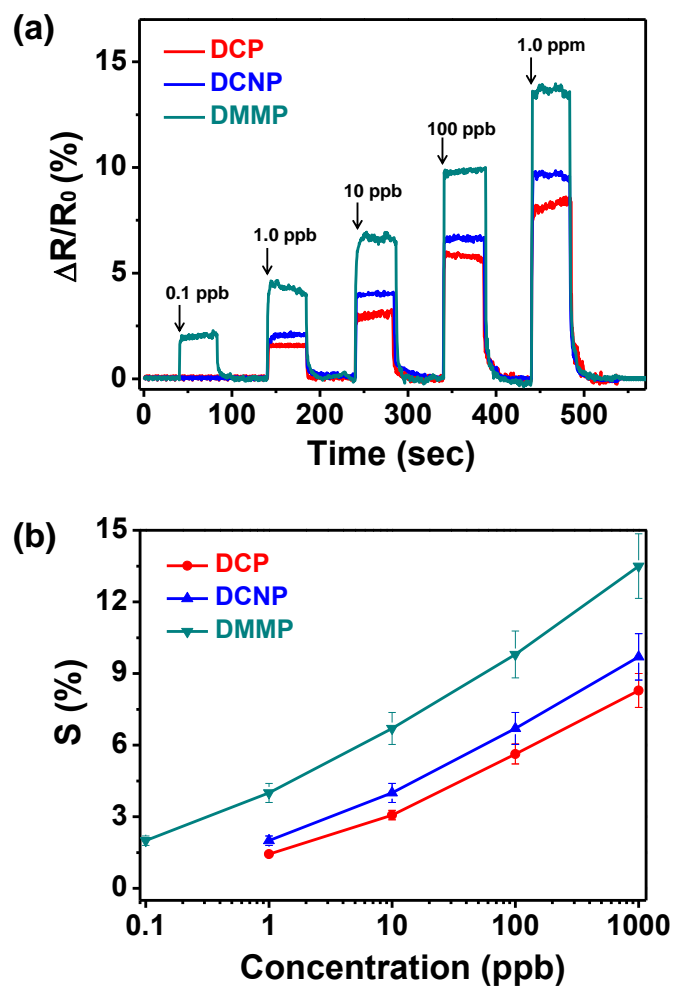 (a)
DCP
DCNP
DMMP
0.1 ppb
1.0 ppb
10 ppb
100 ppb
1.0 ppm
15
10
5
0
ΔR/R₀ (%)
0 100 200 300 400 500
Time (sec)
(b)
DCP
DCNP
DMMP
15
12
9
6
3
0
S (%)
0.1 1 10 100 1000
Concentration (ppb)